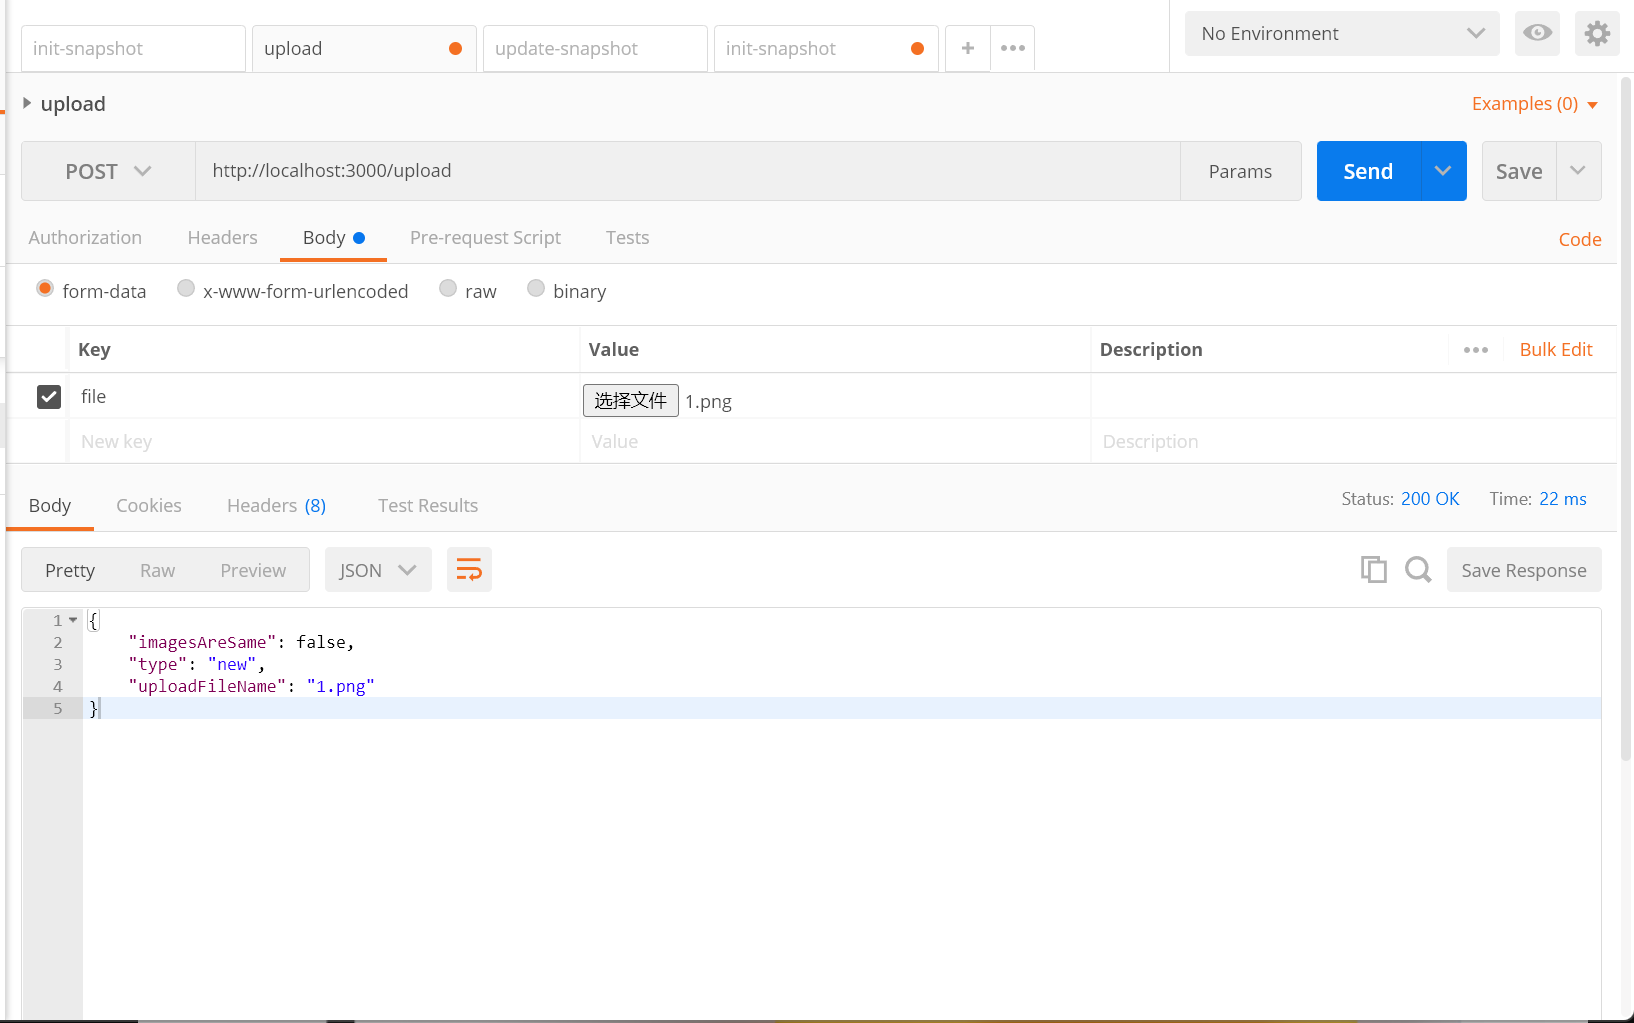 init-snapshot upload update-snapshot init-snapshot No Environment
upload Examples (0)
POST http://localhost:3000/upload Params Send Save
Authorization Headers Body Pre-request Script Tests Code
form-data x-www-form-urlencoded raw binary
Key Value Description Bulk Edit
file 选择文件 1.png
New key Value Description
Body Cookies Headers (8) Test Results Status: 200 OK Time: 22 ms
Pretty Raw Preview JSON Save Response
1 {
2 "imagesAreSame": false,
3 "type": "new",
4 "uploadFileName": "1.png"
5 }